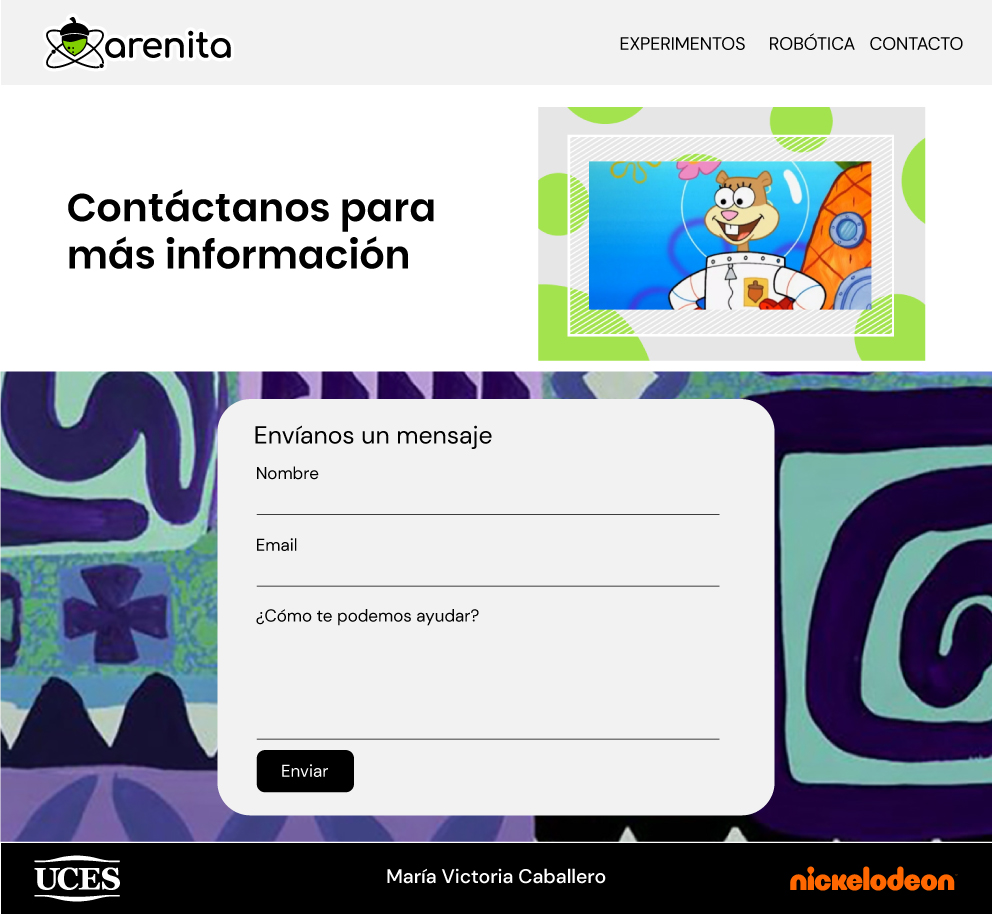 arenita
EXPERIMENTOS ROBÓTICA CONTACTO
Contáctanos para
más información
Envíanos un mensaje
Nombre
Email
¿Cómo te podemos ayudar?
Enviar
UCES
María Victoria Caballero
nickelodeon